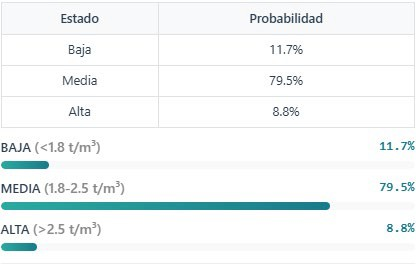 Estado Probabilidad
Baja 11.7%
Media 79.5%
Alta 8.8%
BAJA (<1.8 t/m³) 11.7%
MEDIA (1.8-2.5 t/m³) 79.5%
ALTA (>2.5 t/m³) 8.8%